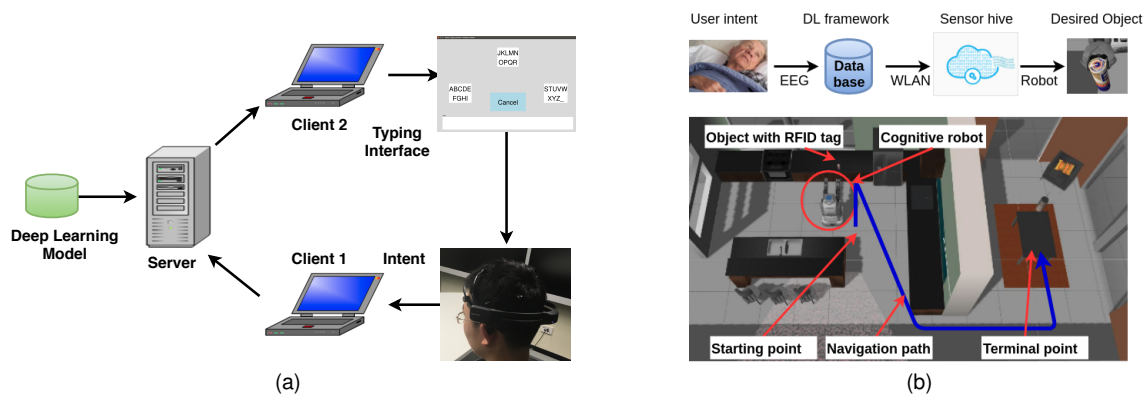 JKLMN
OPQR
ABCDE
FGHI
STUVW
XYZ_
Cancel
Client 2
Typing
Interface
Deep Learning
Model
Server
Client 1
Intent
(a)
User intent
DL framework
Sensor hive
Desired Object
Data
base
EEG
WLAN
Robot
Object with RFID tag
Cognitive robot
Starting point
Navigation path
Terminal point
(b)